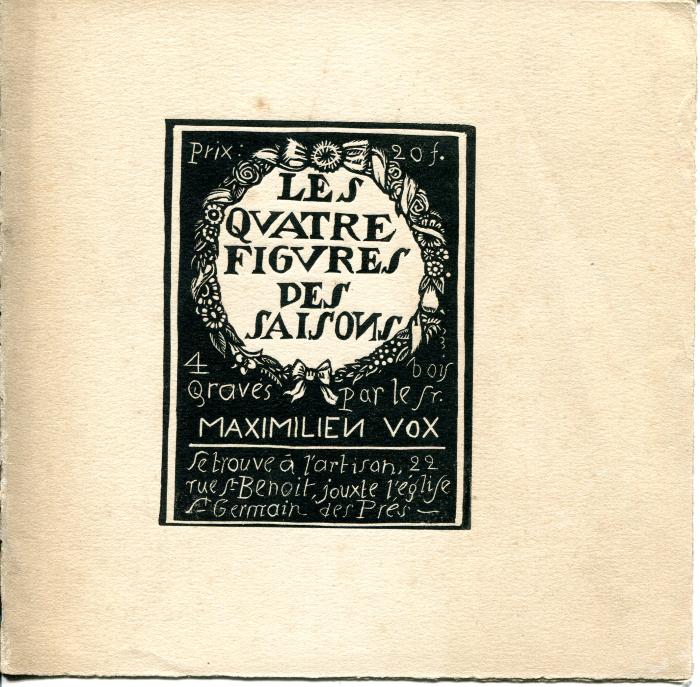 Prix: 20 f.
LES
QVATRE
FIGVRES
DES
SAISONS
4 bois
gravés par le ſr.
MAXIMILIEN VOX
Se trouve à l'artisan, 22
rue ſt Benoit, jouxte l'égliſe
ſt Germain des Prés —